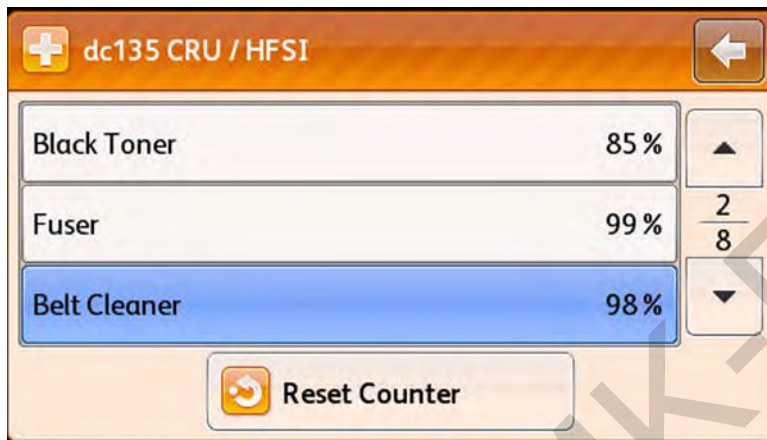 dc135 CRU / HFSI
Black Toner 85 %
Fuser 99 %
2
8
Belt Cleaner 98 %
Reset Counter